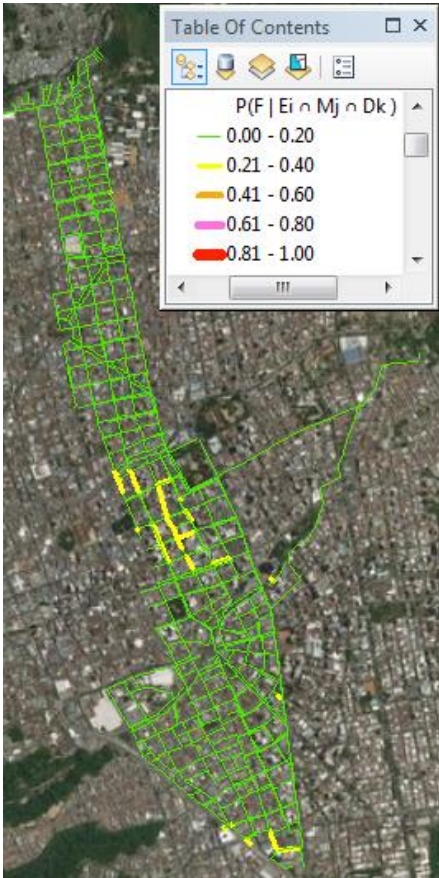 Table Of Contents
P(F | Ei ∩ Mj ∩ Dk )
0.00 - 0.20
0.21 - 0.40
0.41 - 0.60
0.61 - 0.80
0.81 - 1.00